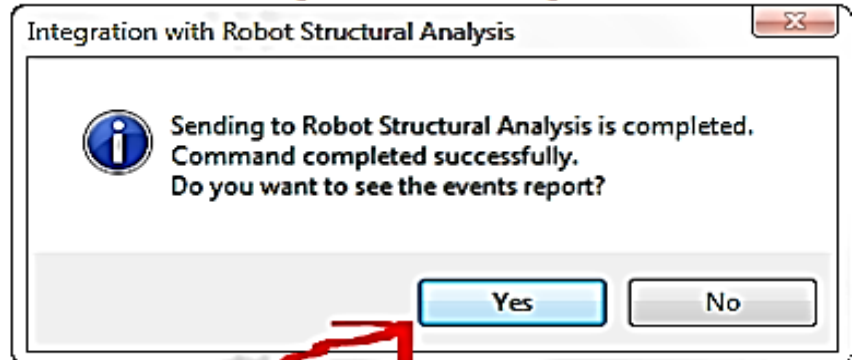 Integration with Robot Structural Analysis
Sending to Robot Structural Analysis is completed.
Command completed successfully.
Do you want to see the events report?
Yes
No